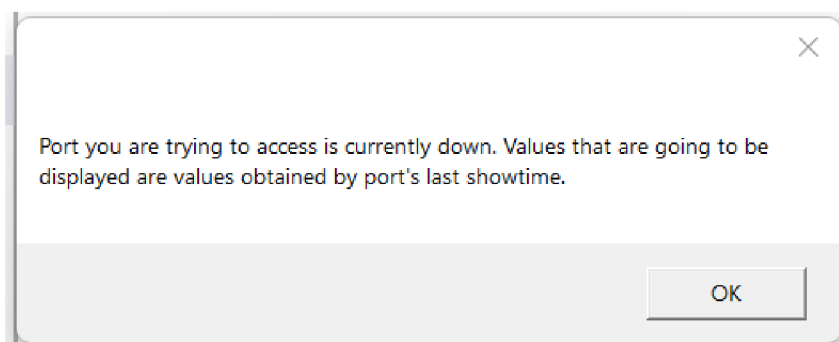 Port you are trying to access is currently down. Values that are going to be
displayed are values obtained by port's last showtime.
OK